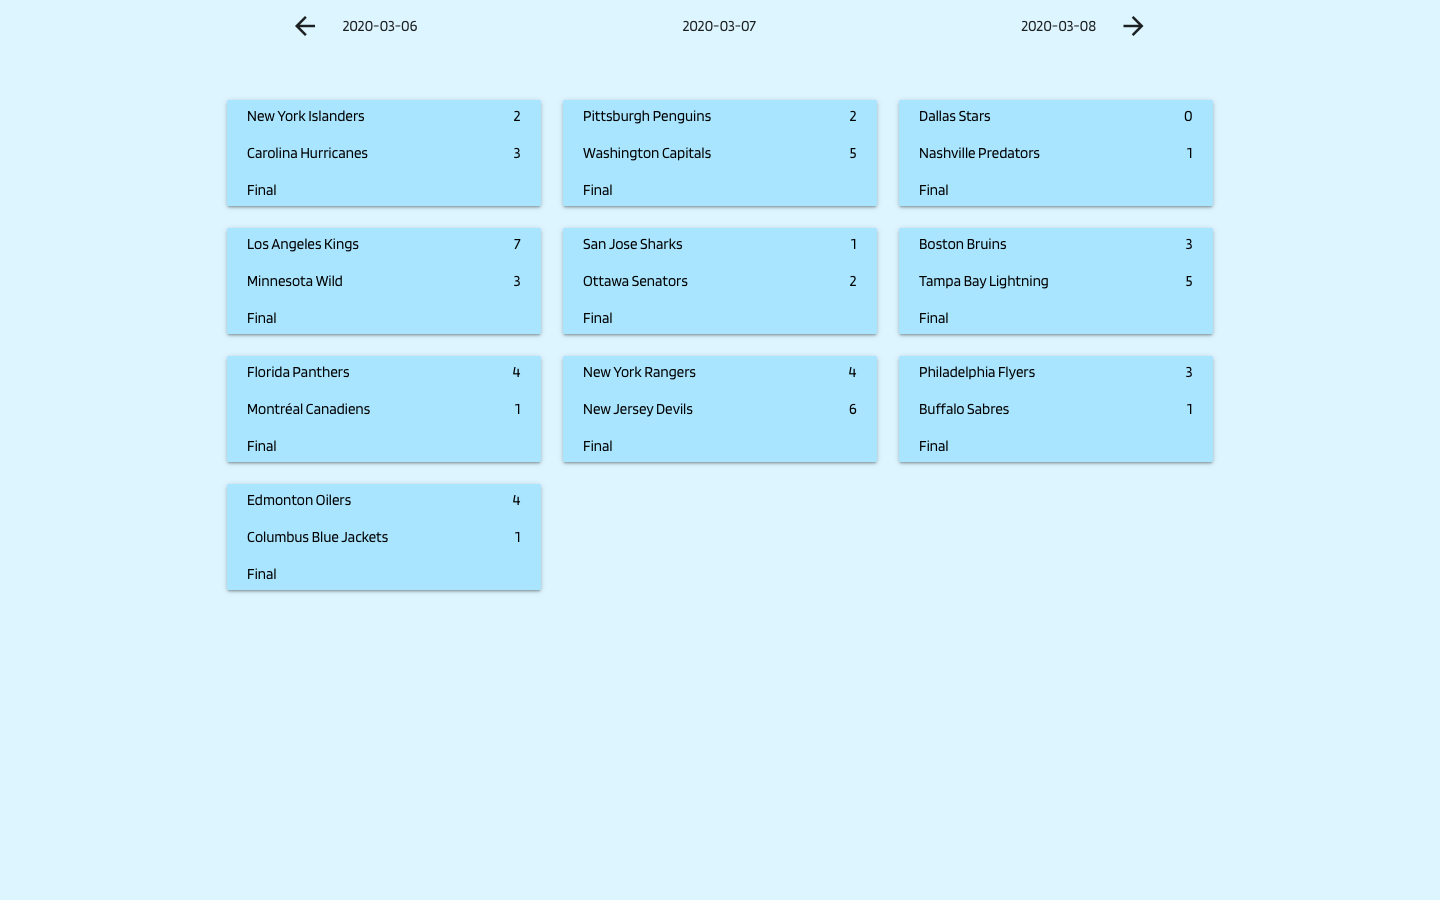 2020-03-06
2020-03-07
2020-03-08
New York Islanders 2
Carolina Hurricanes 3
Final
Pittsburgh Penguins 2
Washington Capitals 5
Final
Dallas Stars 0
Nashville Predators 1
Final
Los Angeles Kings 7
Minnesota Wild 3
Final
San Jose Sharks 1
Ottawa Senators 2
Final
Boston Bruins 3
Tampa Bay Lightning 5
Final
Florida Panthers 4
Montréal Canadiens 1
Final
New York Rangers 4
New Jersey Devils 6
Final
Philadelphia Flyers 3
Buffalo Sabres 1
Final
Edmonton Oilers 4
Columbus Blue Jackets 1
Final